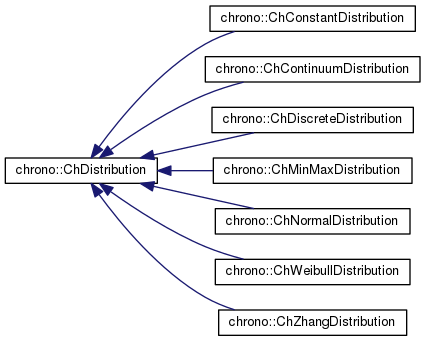 chrono::ChConstantDistribution
chrono::ChContinuumDistribution
chrono::ChDiscreteDistribution
chrono::ChDistribution
chrono::ChMinMaxDistribution
chrono::ChNormalDistribution
chrono::ChWeibullDistribution
chrono::ChZhangDistribution